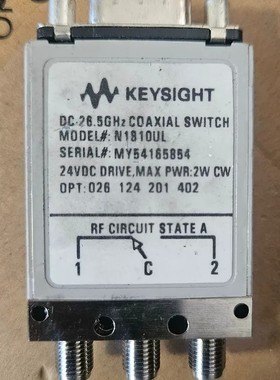 KEYSIGHT
DC-26.5GHz COAXIAL SWITCH
MODEL#: N1810UL
SERIAL#: MY54165854
24VDC DRIVE, MAX PWR:2W CW
OPT: 026 124 201 402
RF CIRCUIT STATE A
1 C 2